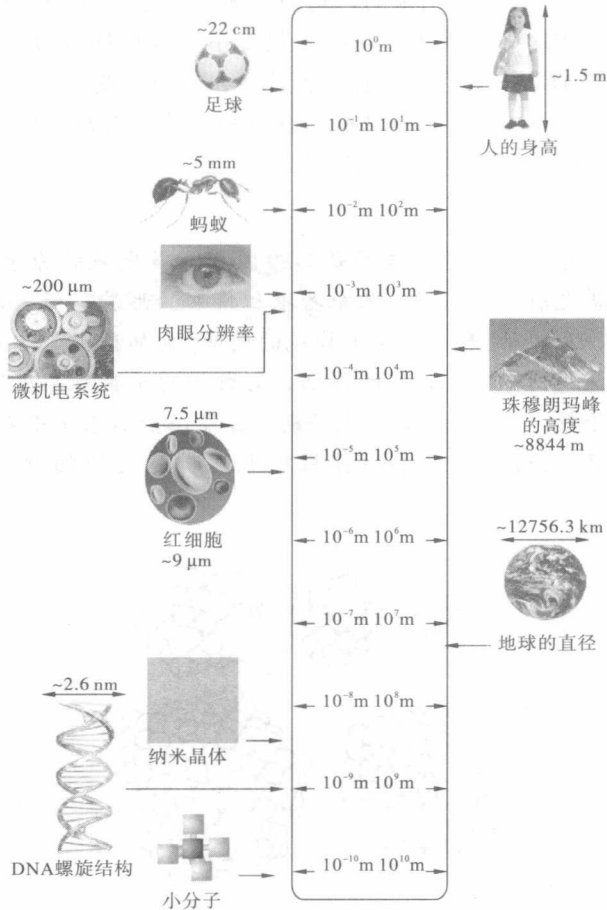 ~22 cm
足球
10⁰m
~1.5 m
人的身高
10⁻¹m 10¹m
~5 mm
蚂蚁
10⁻²m 10²m
~200 μm
微机电系统
肉眼分辨率
10⁻³m 10³m
10⁻⁴m 10⁴m
珠穆朗玛峰
的高度
~8844 m
7.5 μm
红细胞
~9 μm
10⁻⁵m 10⁵m
10⁻⁶m 10⁶m
~12756.3 km
地球的直径
10⁻⁷m 10⁷m
10⁻⁸m 10⁸m
纳米晶体
~2.6 nm
DNA螺旋结构
10⁻⁹m 10⁹m
小分子
10⁻¹⁰m 10¹⁰m